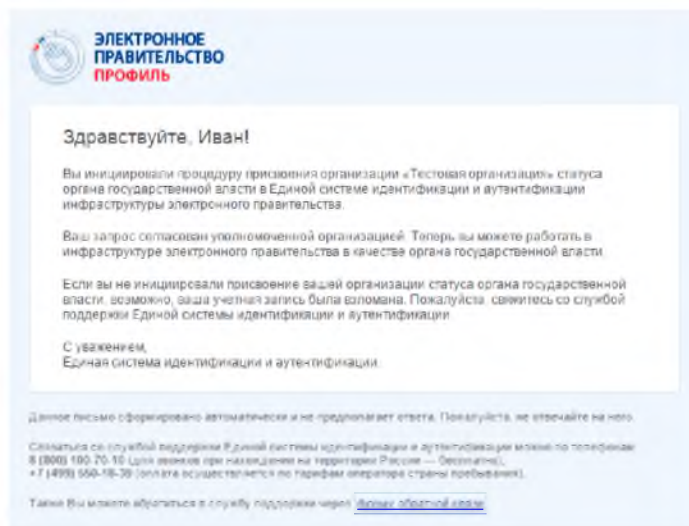 ЭЛЕКТРОННОЕ
ПРАВИТЕЛЬСТВО
ПРОФИЛЬ
Здравствуйте, Иван!
Вы инициировали процедуру присвоения организации «Тестовая организация» статуса
органа государственной власти в Единой системе идентификации и аутентификации
инфраструктуры электронного правительства.
Ваш запрос согласован уполномоченной организацией. Теперь вы можете работать в
инфраструктуре электронного правительства в качестве органа государственной власти.
Если вы не инициировали присвоение вашей организации статуса органа государственной
власти, возможно, ваша учетная запись была взломана. Пожалуйста, свяжитесь со службой
поддержки Единой системы идентификации и аутентификации.
С уважением,
Единая система идентификации и аутентификации.
Данное письмо сформировано автоматически и не предполагает ответа. Пожалуйста, не отвечайте на него.
Связаться со службой поддержки Единой системы идентификации и аутентификации можно по телефонам:
8 (800) 100-70-10 (для звонков при нахождении на территории России — бесплатно),
+7 (499) 550-18-39 (оплата осуществляется по тарифам оператора страны пребывания).
Также Вы можете обратиться в службу поддержки через форму обратной связи